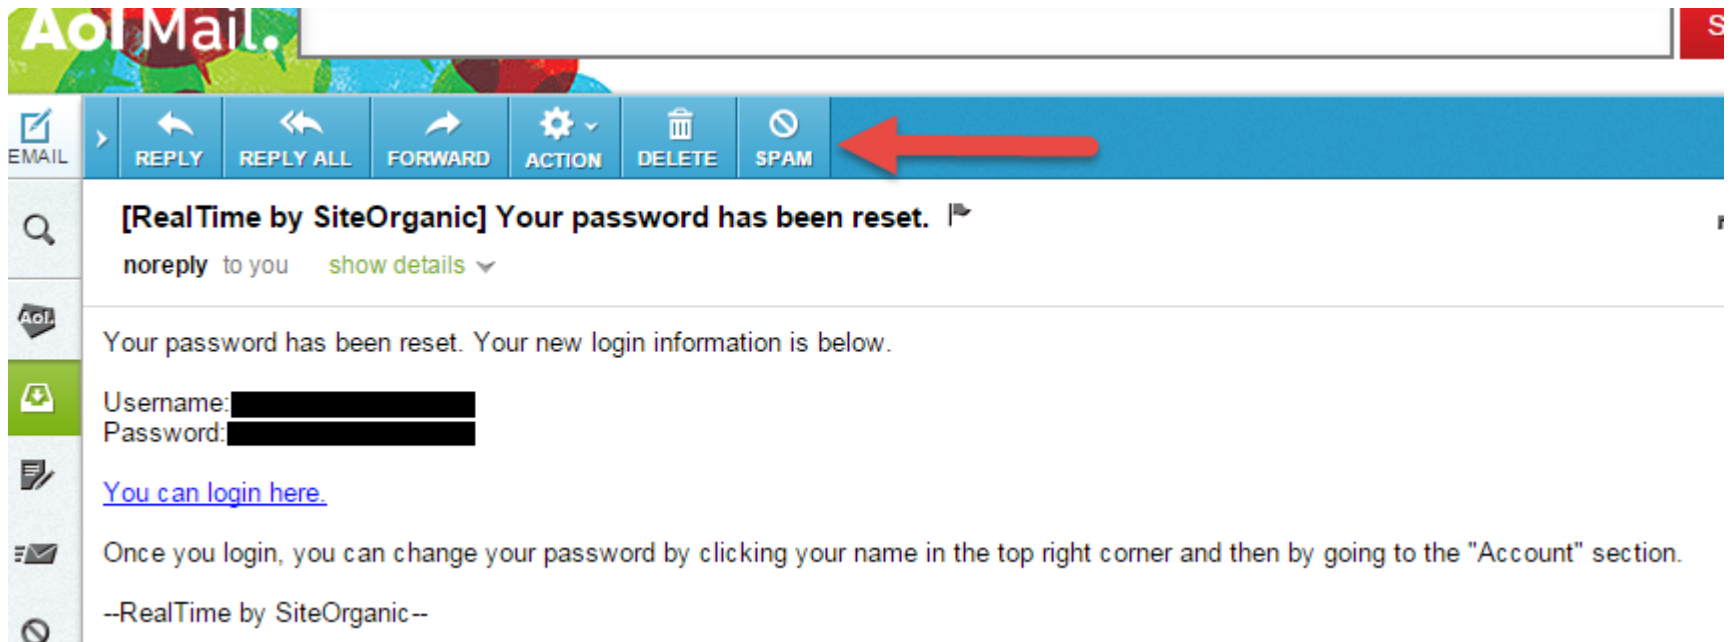 Aol Mail.
S
EMAIL
REPLY
REPLY ALL
FORWARD
ACTION
DELETE
SPAM
[RealTime by SiteOrganic] Your password has been reset.
noreply to you show details
Aol.
Your password has been reset. Your new login information is below.
Username:
Password:
You can login here.
Once you login, you can change your password by clicking your name in the top right corner and then by going to the "Account" section.
--RealTime by SiteOrganic--